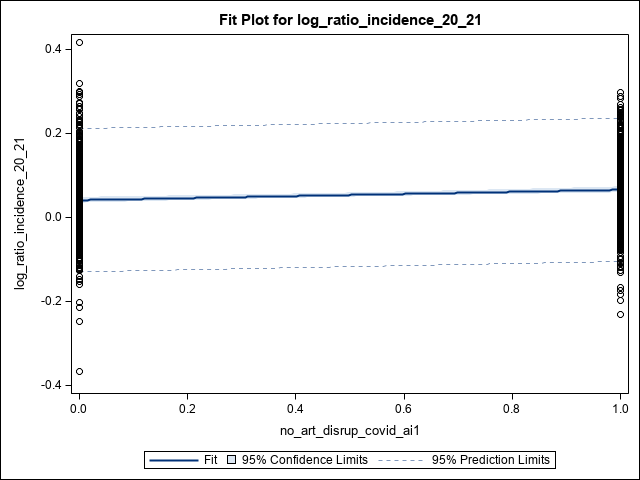 Fit Plot for log_ratio_incidence_20_21
log_ratio_incidence_20_21
0.4
0.2
0.0
-0.2
-0.4
0.0 0.2 0.4 0.6 0.8 1.0
no_art_disrup_covid_ai1
Fit 95% Confidence Limits 95% Prediction Limits